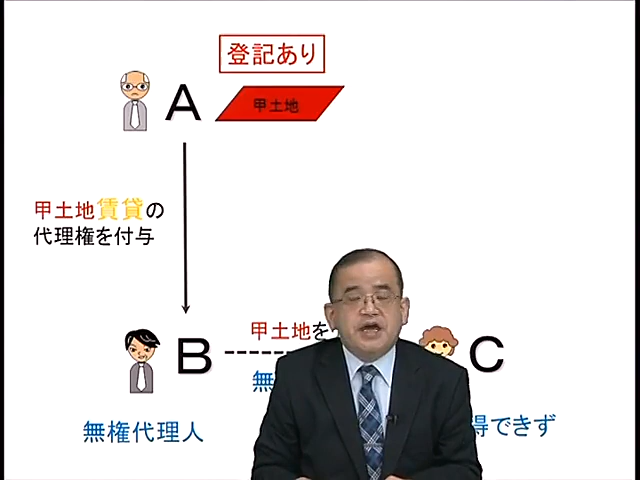 登記あり
A
甲土地
甲土地賃貸の
代理権を付与
甲土地を
B
C
無
無権代理人
得できず